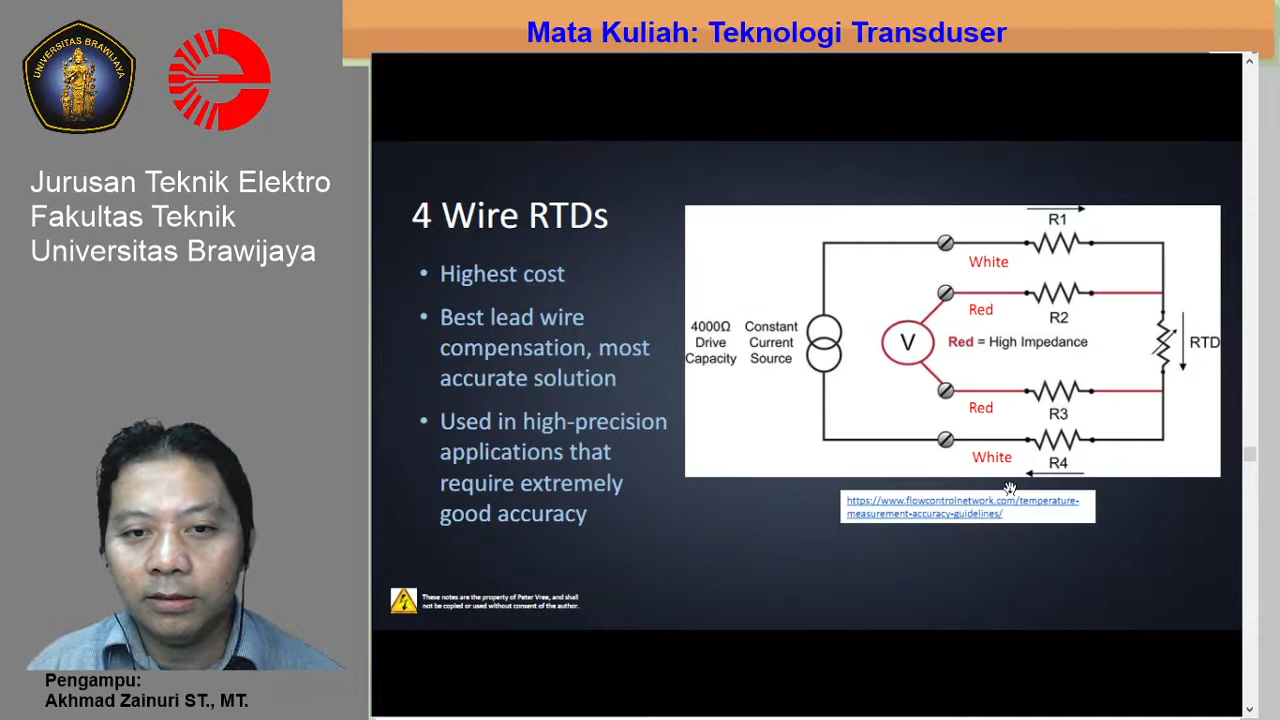 Mata Kuliah: Teknologi Transduser
UNIVERSITAS BRAWIJAYA
Jurusan Teknik Elektro
Fakultas Teknik
Universitas Brawijaya
4 Wire RTDs
• Highest cost
• Best lead wire
compensation, most
accurate solution
• Used in high-precision
applications that
require extremely
good accuracy
R1
White
Red
R2
4000Ω
Drive
Capacity
Constant
Current
Source
V
Red = High Impedance
RTD
Red
R3
White
R4
https://www.flowcontrolnetwork.com/temperature-
measurement-accuracy-guidelines/
These notes are the property of Peter Vree, and shall
not be copied or used without consent of the author.
Pengampu:
Akhmad Zainuri ST., MT.